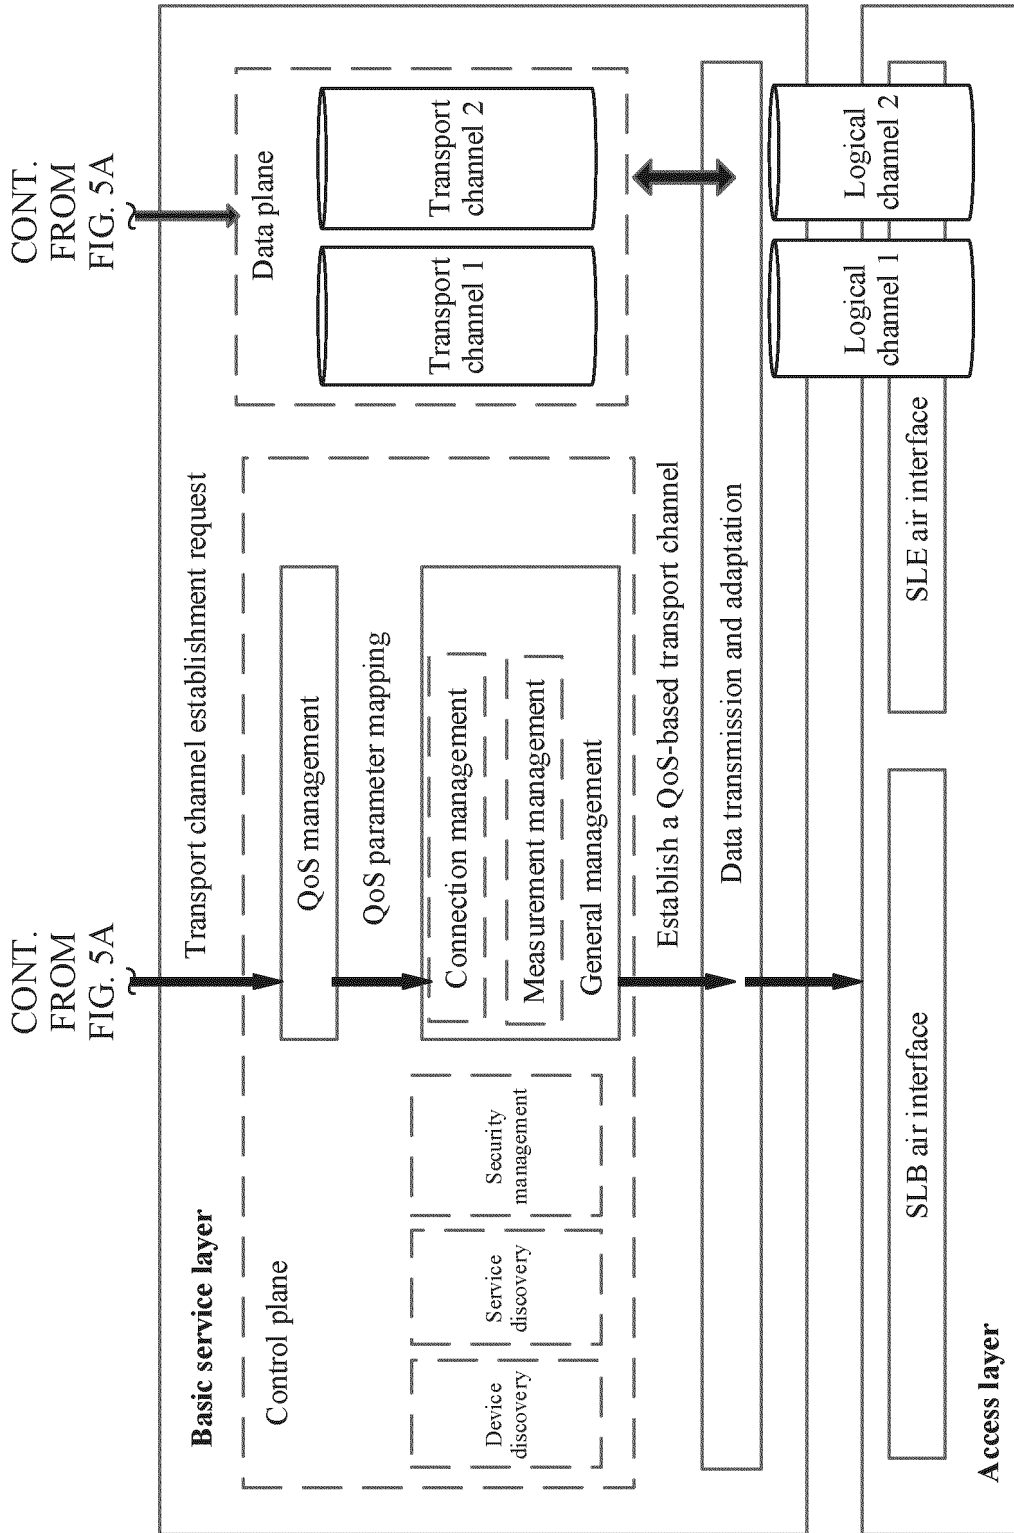 CONT.
FROM
FIG. 5A
CONT.
FROM
FIG. 5A
Basic service layer
Transport channel establishment request
Control plane
QoS management
QoS parameter mapping
Device
discovery
Service
discovery
Security
management
Connection management
Measurement management
General management
Data plane
Transport
channel 1
Transport
channel 2
Establish a QoS-based transport channel
Data transmission and adaptation
Logical
channel 1
Logical
channel 2
SLB air interface
SLE air interface
Access layer